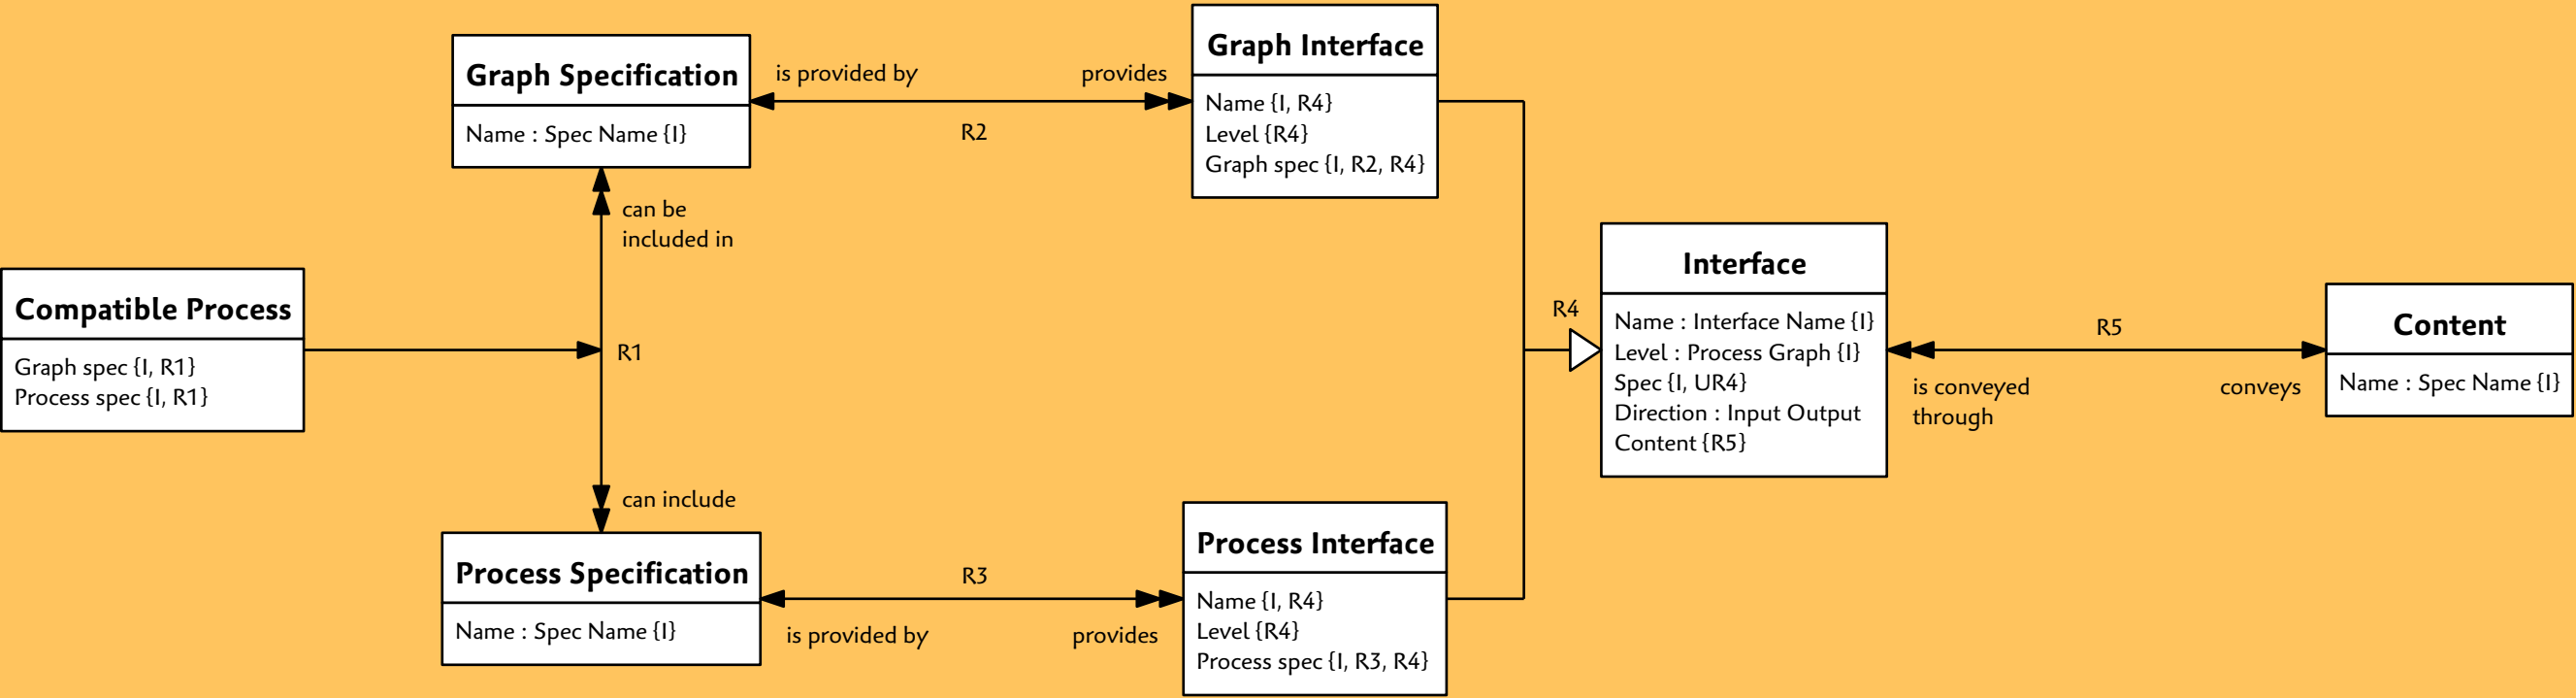 Graph Specification
Name : Spec Name {I}
is provided by
provides
R2
Graph Interface
Name {I, R4}
Level {R4}
Graph spec {I, R2, R4}
can be
included in
Compatible Process
Graph spec {I, R1}
Process spec {I, R1}
R1
can include
Process Specification
Name : Spec Name {I}
R3
is provided by
provides
Process Interface
Name {I, R4}
Level {R4}
Process spec {I, R3, R4}
R4
Interface
Name : Interface Name {I}
Level : Process Graph {I}
Spec {I, UR4}
Direction : Input Output
Content {R5}
R5
is conveyed
through
conveys
Content
Name : Spec Name {I}